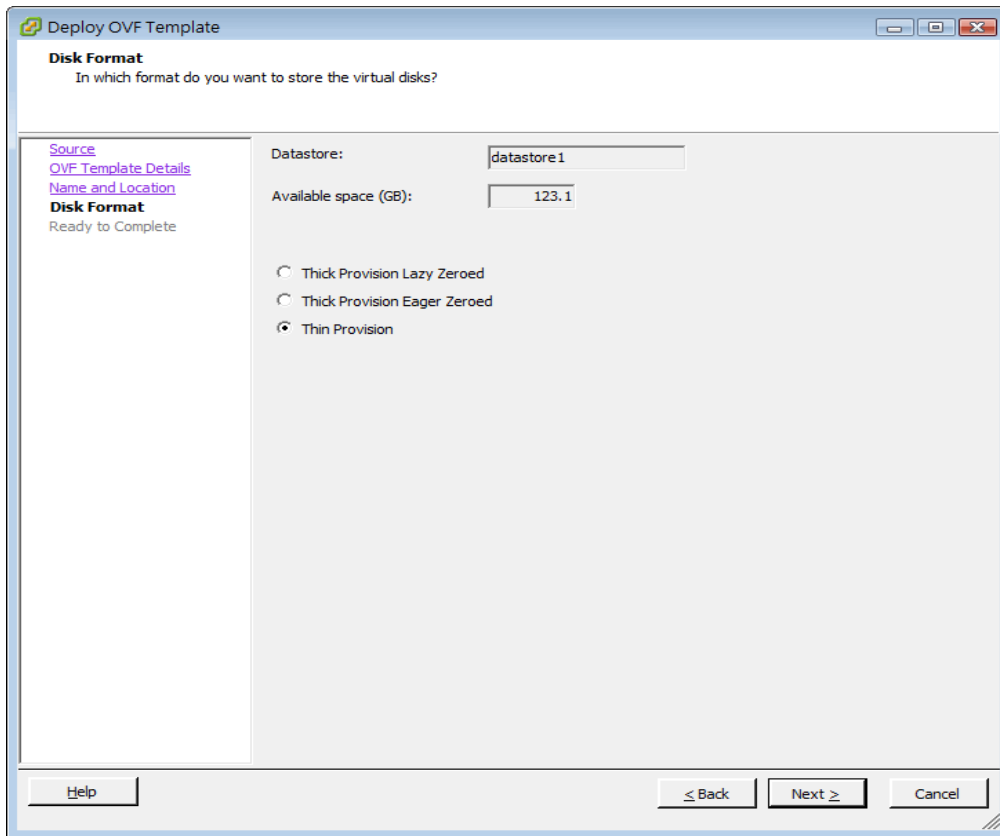 Deploy OVF Template
Disk Format
In which format do you want to store the virtual disks?
Source
OVF Template Details
Name and Location
Disk Format
Ready to Complete
Datastore: datastore1
Available space (GB): 123.1
Thick Provision Lazy Zeroed
Thick Provision Eager Zeroed
Thin Provision
Help
< Back
Next >
Cancel